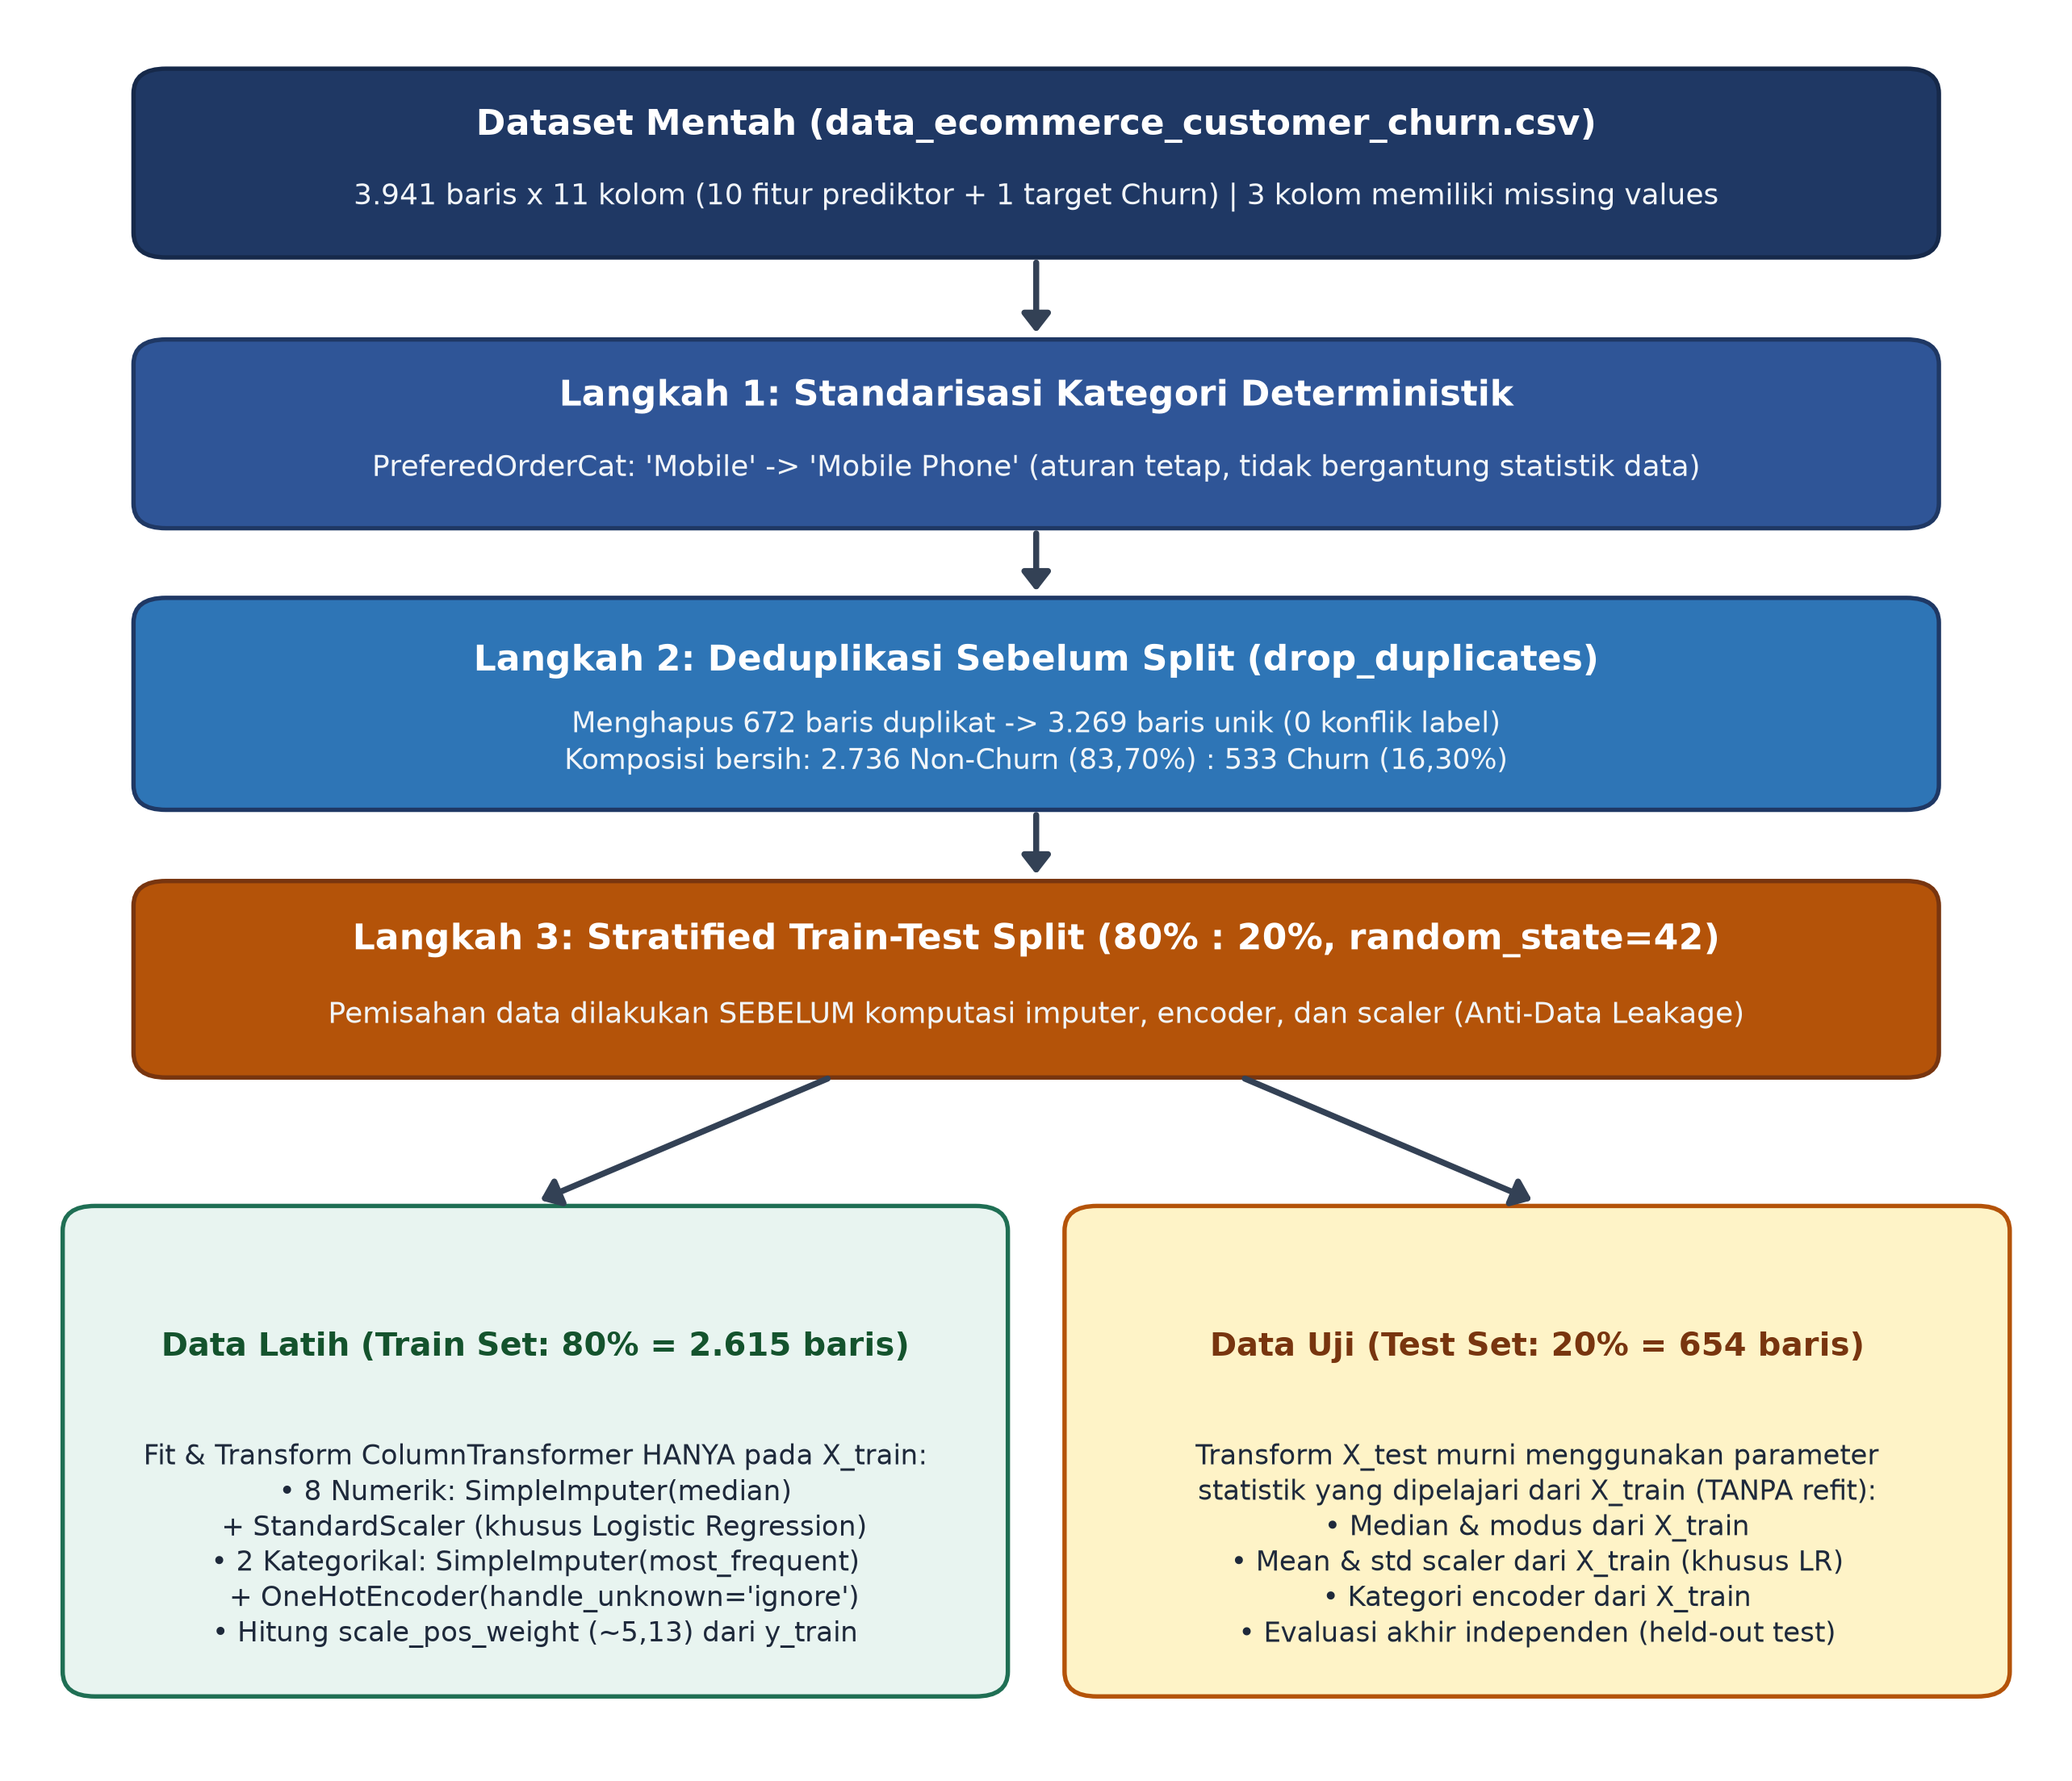 Dataset Mentah (data_ecommerce_customer_churn.csv)
3.941 baris x 11 kolom (10 fitur prediktor + 1 target Churn) | 3 kolom memiliki missing values
Langkah 1: Standarisasi Kategori Deterministik
PreferedOrderCat: 'Mobile' -> 'Mobile Phone' (aturan tetap, tidak bergantung statistik data)
Langkah 2: Deduplikasi Sebelum Split (drop_duplicates)
Menghapus 672 baris duplikat -> 3.269 baris unik (0 konflik label)
Komposisi bersih: 2.736 Non-Churn (83,70%) : 533 Churn (16,30%)
Langkah 3: Stratified Train-Test Split (80% : 20%, random_state=42)
Pemisahan data dilakukan SEBELUM komputasi imputer, encoder, dan scaler (Anti-Data Leakage)
Data Latih (Train Set: 80% = 2.615 baris)
Fit & Transform ColumnTransformer HANYA pada X_train:
• 8 Numerik: SimpleImputer(median)
+ StandardScaler (khusus Logistic Regression)
• 2 Kategorikal: SimpleImputer(most_frequent)
+ OneHotEncoder(handle_unknown='ignore')
• Hitung scale_pos_weight (~5,13) dari y_train
Data Uji (Test Set: 20% = 654 baris)
Transform X_test murni menggunakan parameter
statistik yang dipelajari dari X_train (TANPA refit):
• Median & modus dari X_train
• Mean & std scaler dari X_train (khusus LR)
• Kategori encoder dari X_train
• Evaluasi akhir independen (held-out test)